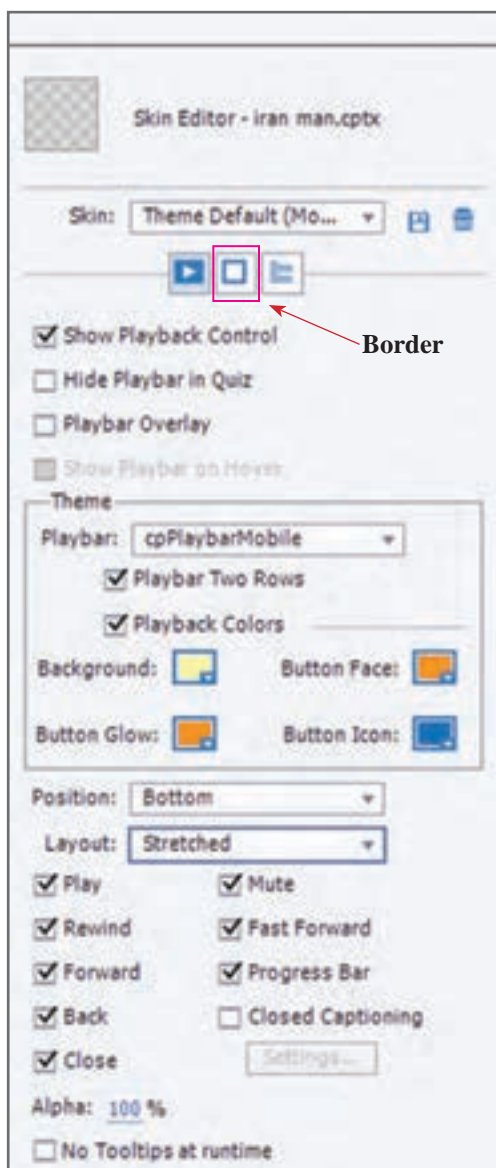 Skin Editor - iran man.cptx
Skin: Theme Default (Mo...
Border
Show Playback Control
Hide Playbar in Quiz
Playbar Overlay
Show Playbar on Hover
Theme
Playbar: cpPlaybarMobile
Playbar Two Rows
Playback Colors
Background: Button Face:
Button Glow: Button Icon:
Position: Bottom
Layout: Stretched
Play Mute
Rewind Fast Forward
Forward Progress Bar
Back Closed Captioning
Close Settings...
Alpha: 100 %
No Tooltips at runtime